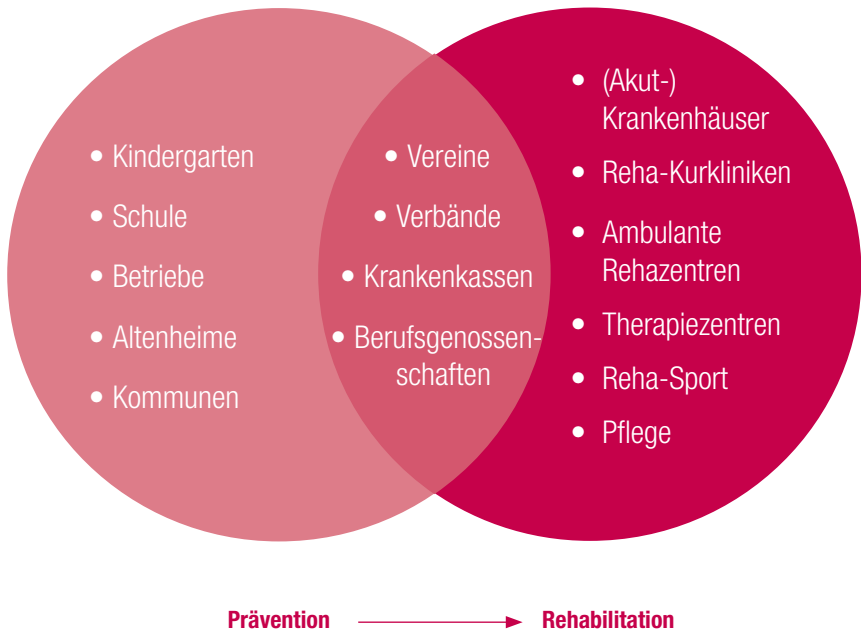 • Kindergarten
• Schule
• Betriebe
• Altenheime
• Kommunen
• Vereine
• Verbände
• Krankenkassen
• Berufsgenossen-
schaften
• (Akut-)
Krankenhäuser
• Reha-Kurkliniken
• Ambulante
Rehazentren
• Therapiezentren
• Reha-Sport
• Pflege
Prävention → Rehabilitation